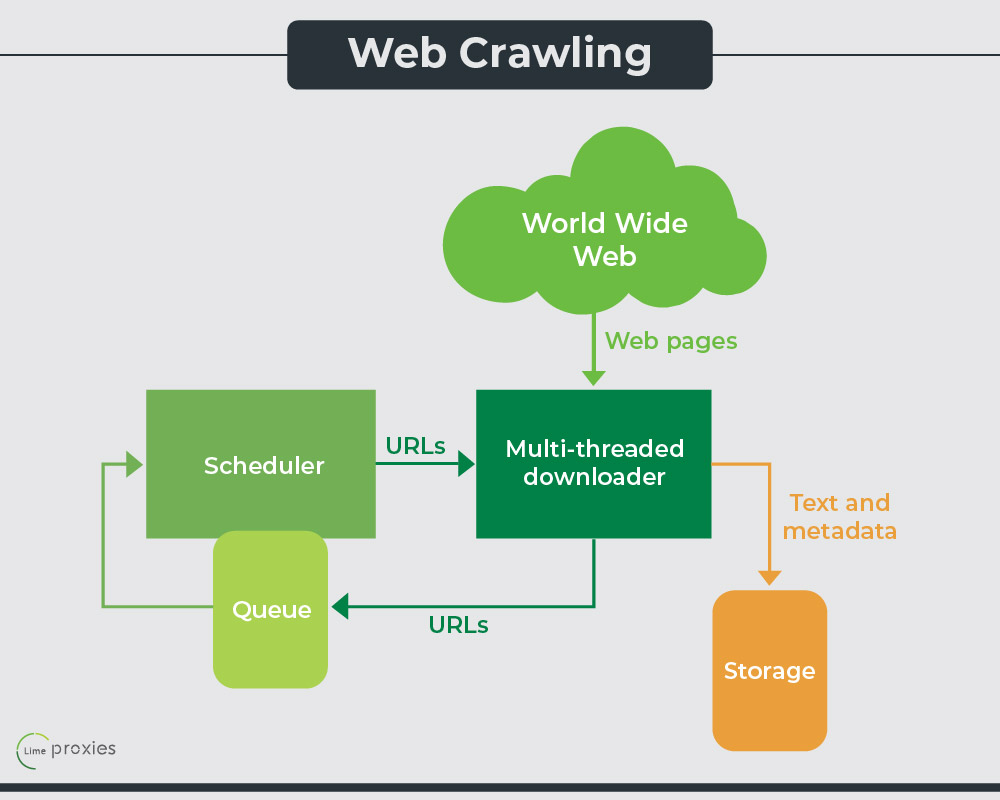 Web Crawling
World Wide
Web
Web pages
Scheduler
URLs
Multi-threaded
downloader
Text and
metadata
Queue
URLs
Storage
Lime proxies